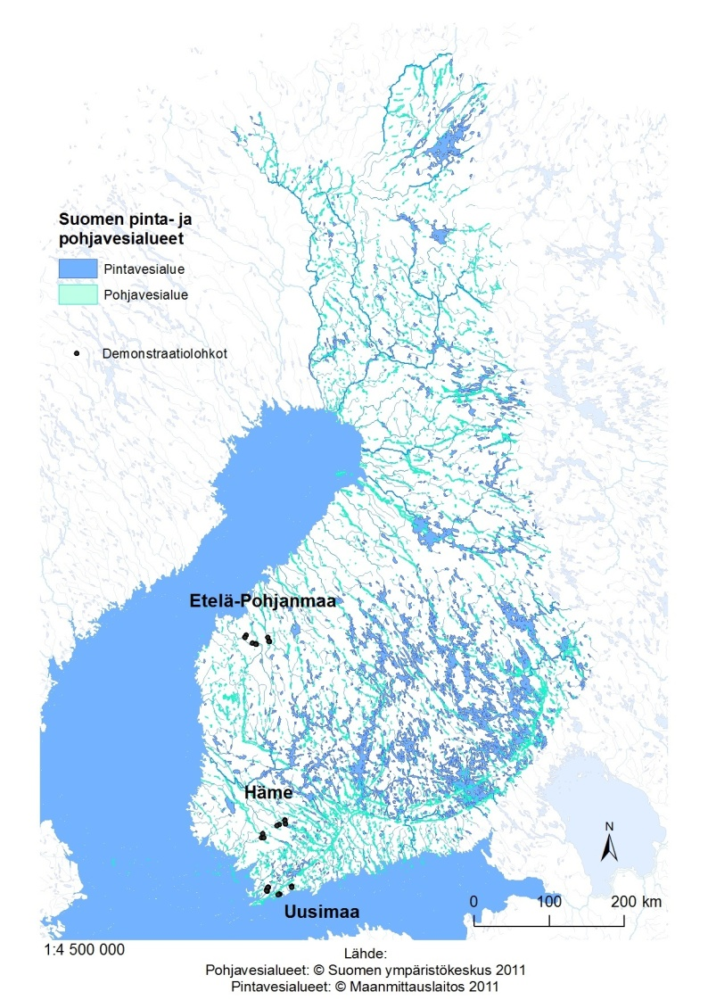 Suomen pinta- ja
pohjavesialueet
Pintavesialue
Pohjavesialue
Demonstraatiolohkot
Etelä-Pohjanmaa
Häme
Uusimaa
N
0 100 200 km
1:4 500 000
Lähde:
Pohjavesialueet: © Suomen ympäristökeskus 2011
Pintavesialueet: © Maanmittauslaitos 2011